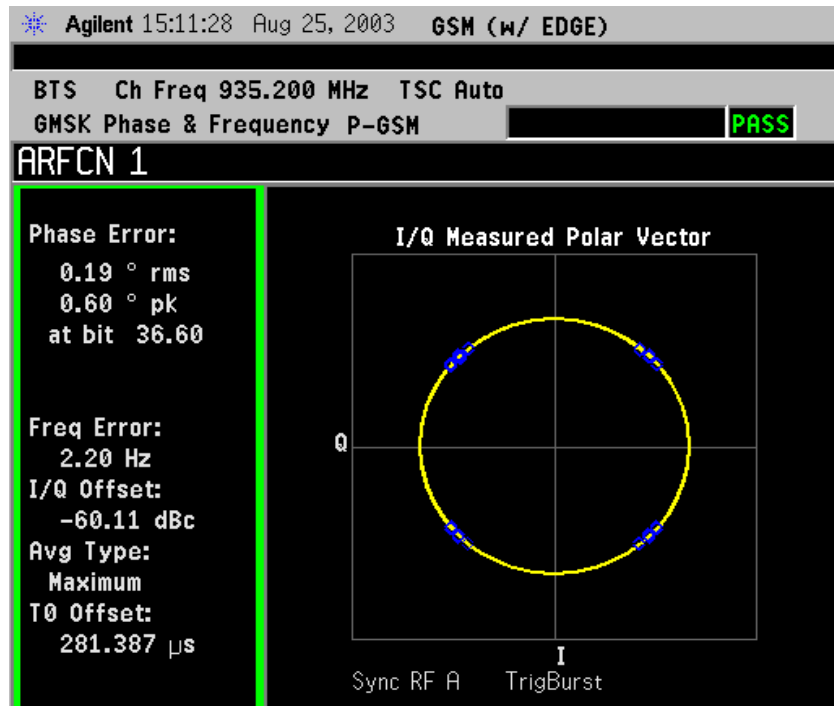 Agilent 15:11:28 Aug 25, 2003 GSM (w/ EDGE)
BTS Ch Freq 935.200 MHz TSC Auto
GMSK Phase & Frequency P-GSM PASS
ARFCN 1
Phase Error:
0.19 ° rms
0.60 ° pk
at bit 36.60
Freq Error:
2.20 Hz
I/Q Offset:
-60.11 dBc
Avg Type:
Maximum
T0 Offset:
281.387 µs
I/Q Measured Polar Vector
Q
I
Sync RF A TrigBurst